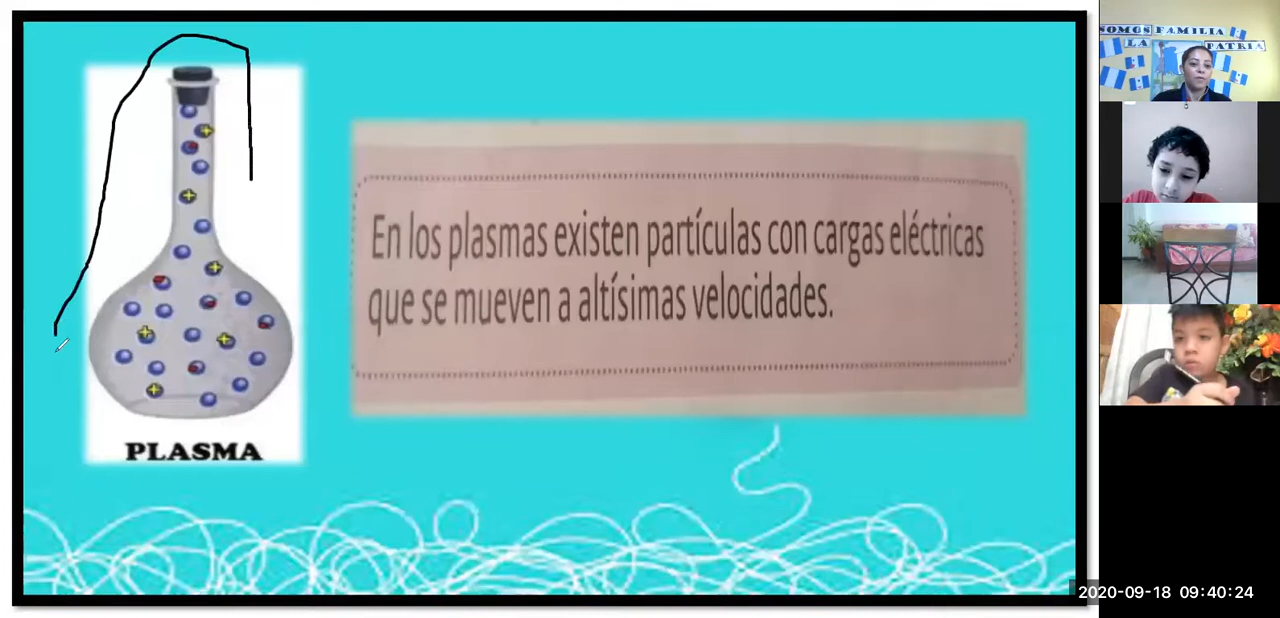 SOMOS FAMILIA
LA PATRIA
En los plasmas existen partículas con cargas eléctricas
que se mueven a altísimas velocidades.
PLASMA
2020-09-18 09:40:24